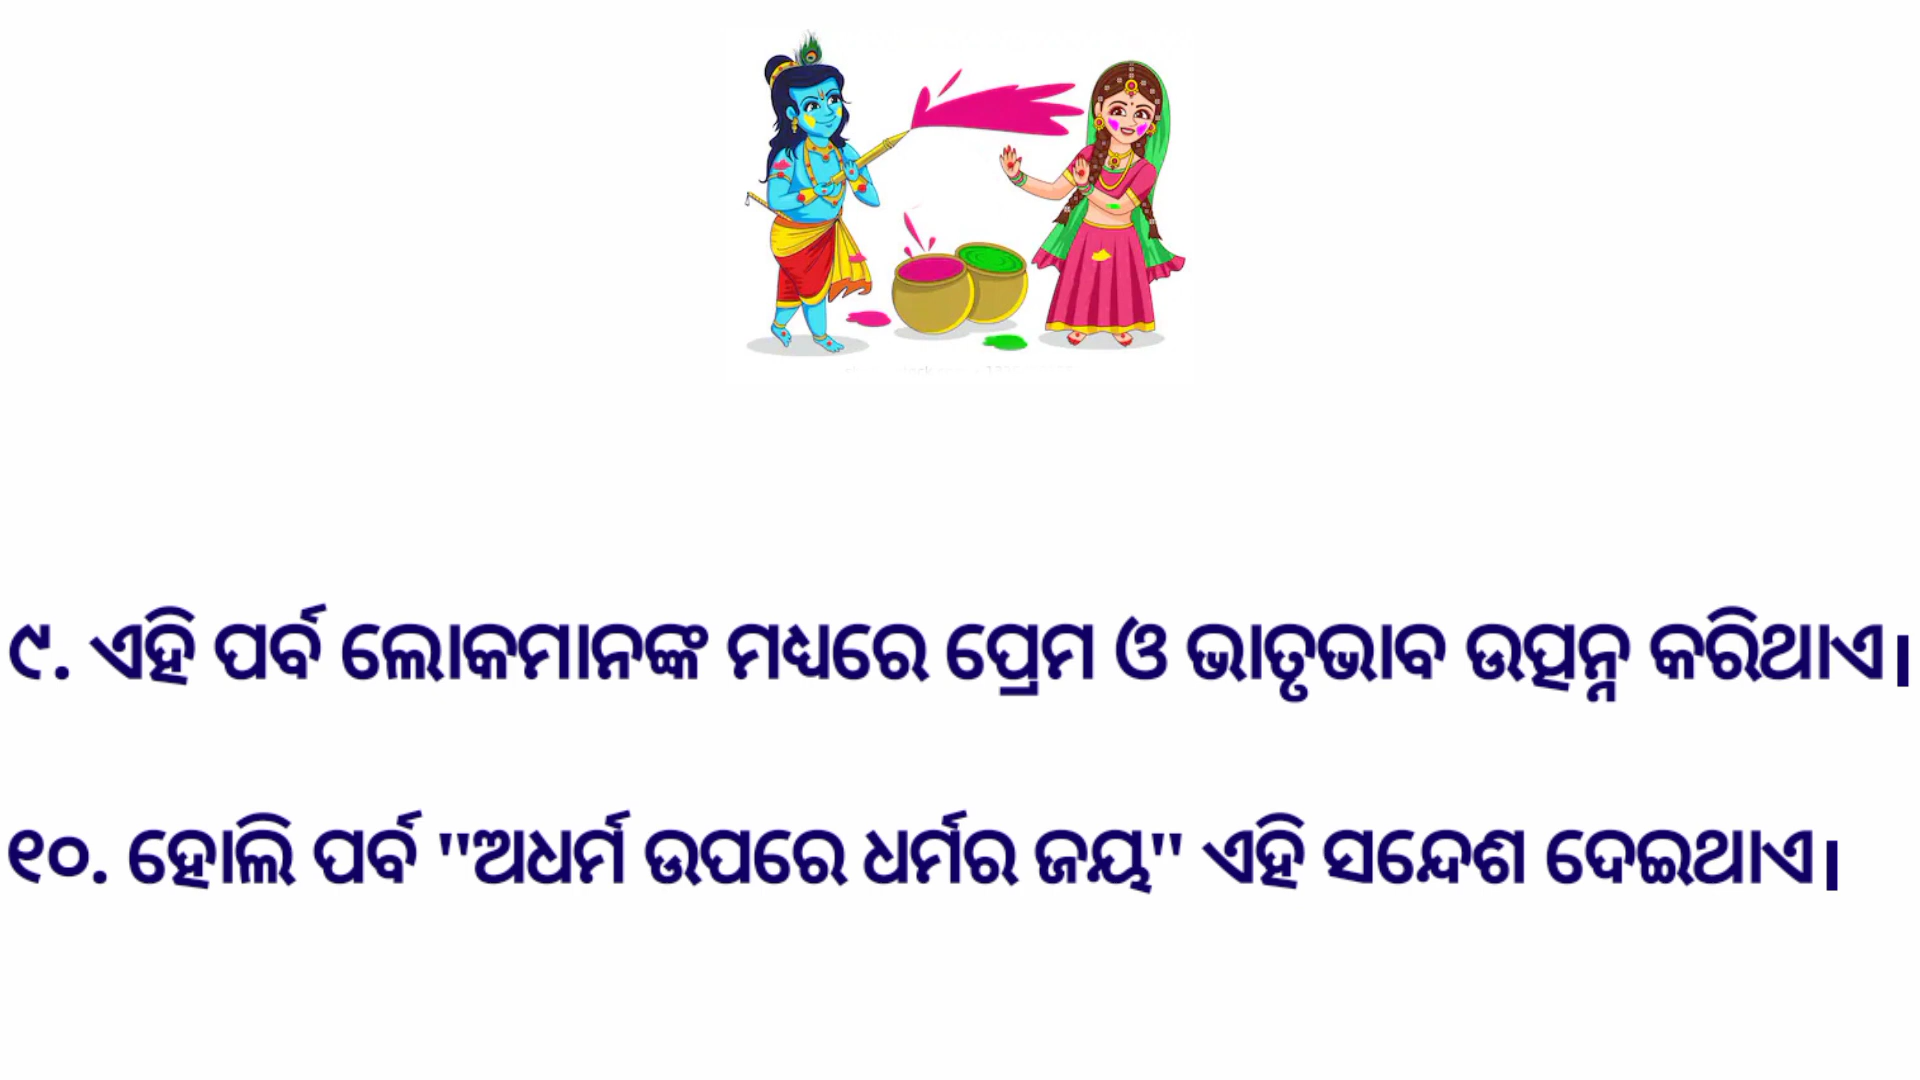 ୯. ଏହି ପର୍ବ ଲୋକମାନଙ୍କ ମଧ୍ୟରେ ପ୍ରେମ ଓ ଭାତୃଭାବ ଉତ୍ପନ୍ନ କରିଥାଏ।
୧୦. ହୋଲି ପର୍ବ "ଅଧର୍ମ ଉପରେ ଧର୍ମର ଜୟ" ଏହି ସନ୍ଦେଶ ଦେଇଥାଏ।